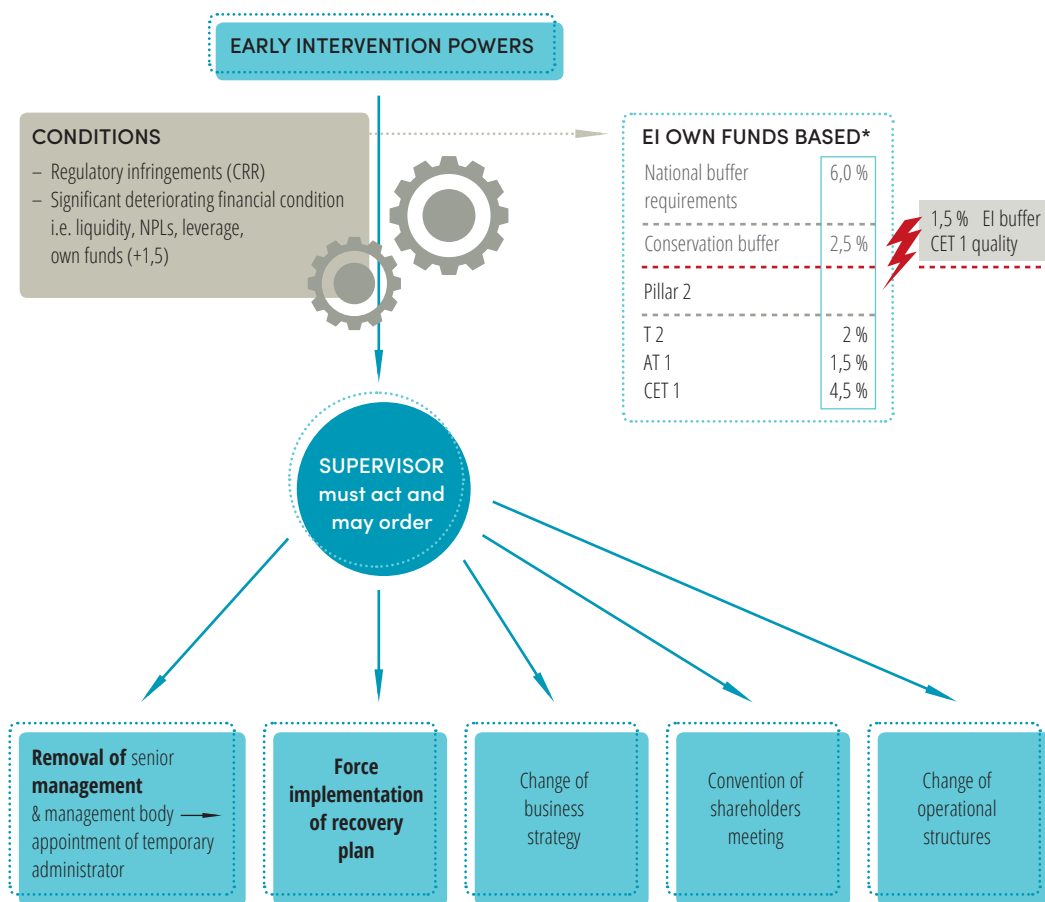 EARLY INTERVENTION POWERS
CONDITIONS
– Regulatory infringements (CRR)
– Significant deteriorating financial condition
i.e. liquidity, NPLs, leverage,
own funds (+1,5)
EI OWN FUNDS BASED*
National buffer 6,0 %
requirements
Conservation buffer 2,5 %
Pillar 2
T 2 2 %
AT 1 1,5 %
CET 1 4,5 %
1,5 % EI buffer
CET 1 quality
SUPERVISOR
must act and
may order
Removal of senior
management
& management body
appointment of temporary
administrator
Force
implementation
of recovery
plan
Change of
business
strategy
Convention of
shareholders
meeting
Change of
operational
structures